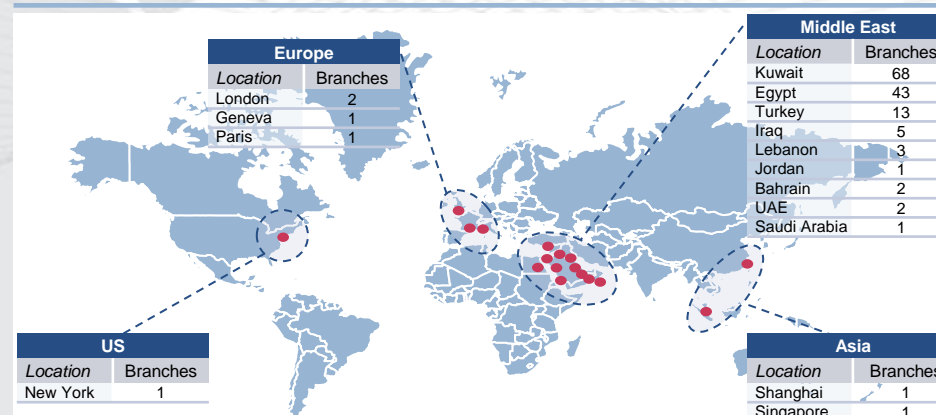 Europe
Location Branches
London 2
Geneva 1
Paris 1
Middle East
Location Branches
Kuwait 68
Egypt 43
Turkey 13
Iraq 5
Lebanon 3
Jordan 1
Bahrain 2
UAE 2
Saudi Arabia 1
US
Location Branches
New York 1
Asia
Location Branches
Shanghai 1
Singapore 1